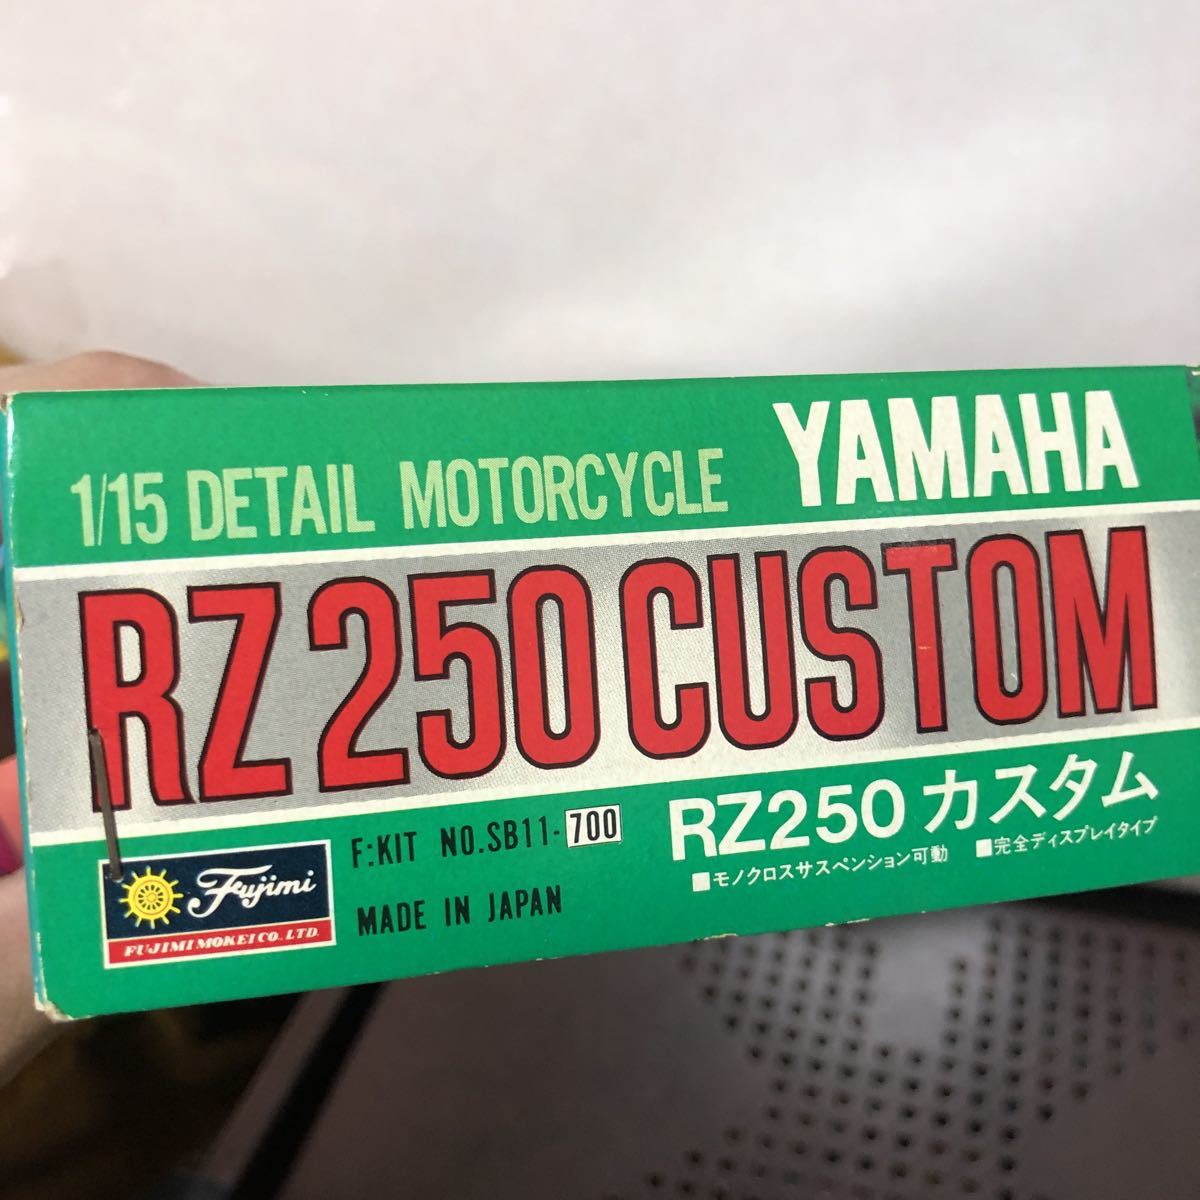 1/15 DETAIL MOTORCYCLE YAMAHA
RZ250 CUSTOM
RZ250 カスタム
■モノクロスサスペンション可動 ■完全ディスプレイタイプ
F:KIT NO.SB11-700
MADE IN JAPAN
Fujimi
FUJIMI MOKEI CO., LTD.